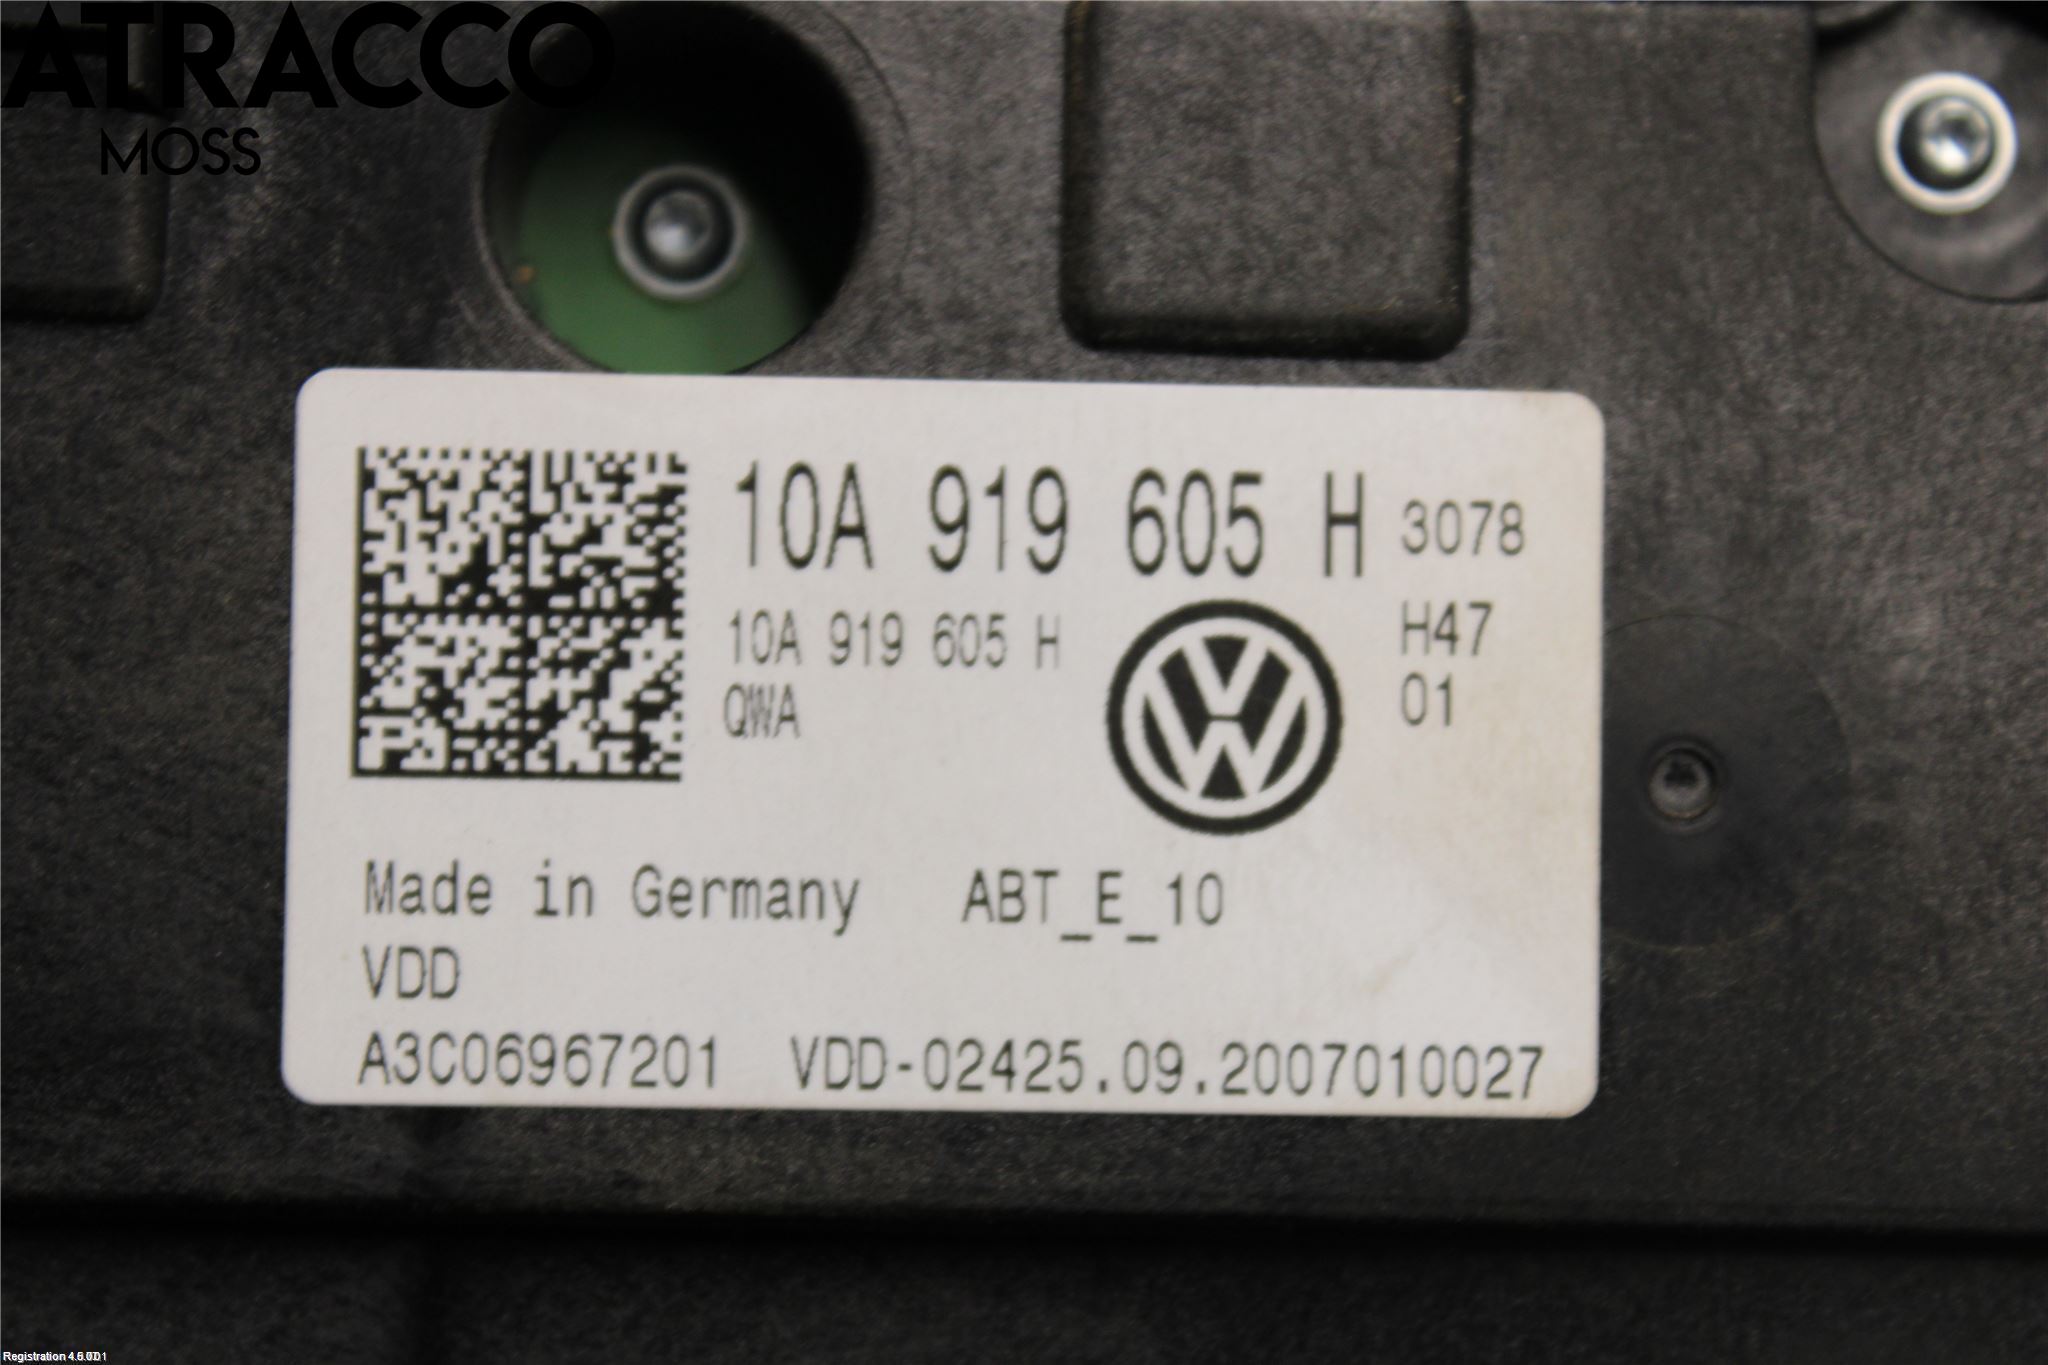 ATRACCO
MOSS
10A 919 605 H 3078
10A 919 605 H H47
QWA 01
Made in Germany ABT_E_10
VDD
A3C06967201 VDD-02425.09.2007010027
Registration